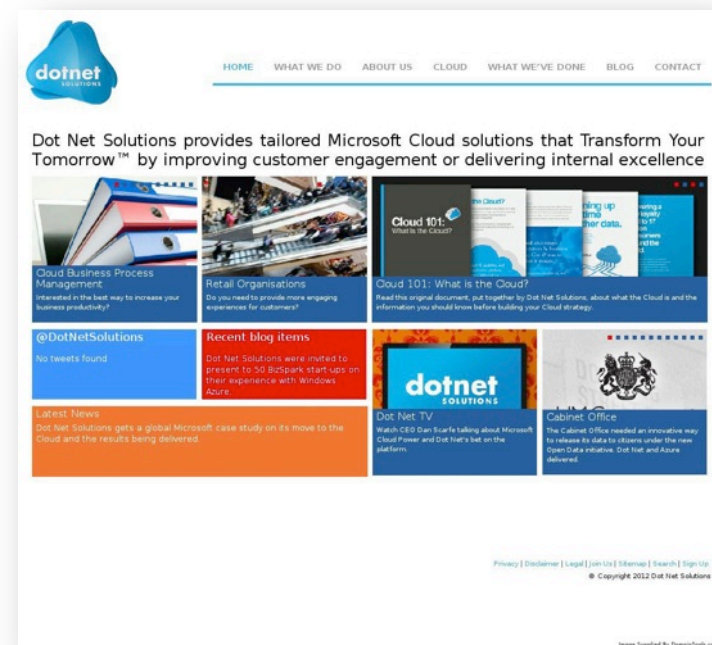 dotnet
SOLUTIONS
HOME WHAT WE DO ABOUT US CLOUD WHAT WE'VE DONE BLOG CONTACT
Dot Net Solutions provides tailored Microsoft Cloud solutions that Transform Your
Tomorrow™ by improving customer engagement or delivering internal excellence
Cloud Business Process
Management
Interested in the best way to increase your
business productivity?
Retail Organisations
Do you need to provide more engaging
experiences for customers?
Cloud 101:
What is the Cloud?
Cloud 101: What is the Cloud?
Read this original document, put together by Dot Net Solutions, about what the Cloud is and the
information you should know before building your Cloud strategy.
@DotNetSolutions
No tweets found
Recent blog items
Dot Net Solutions were invited to
present to 50 BizSpark start-ups on
their experience with Windows
Azure.
Latest News
Dot Net Solutions gets a global Microsoft case study on its move to the
Cloud and the results being delivered.
dotnet
SOLUTIONS
Dot Net TV
Watch CEO Dan Scarfe talking about Microsoft
Cloud Power and Dot Net's bet on the
platform.
Cabinet Office
The Cabinet Office needed an innovative way
to release its data to citizens under the new
Open Data initiative. Dot Net and Azure
delivered.
Privacy | Disclaimer | Legal | Join Us | Sitemap | Search | Sign Up
© Copyright 2012 Dot Net Solutions
Image Supplied By DomainTools.c